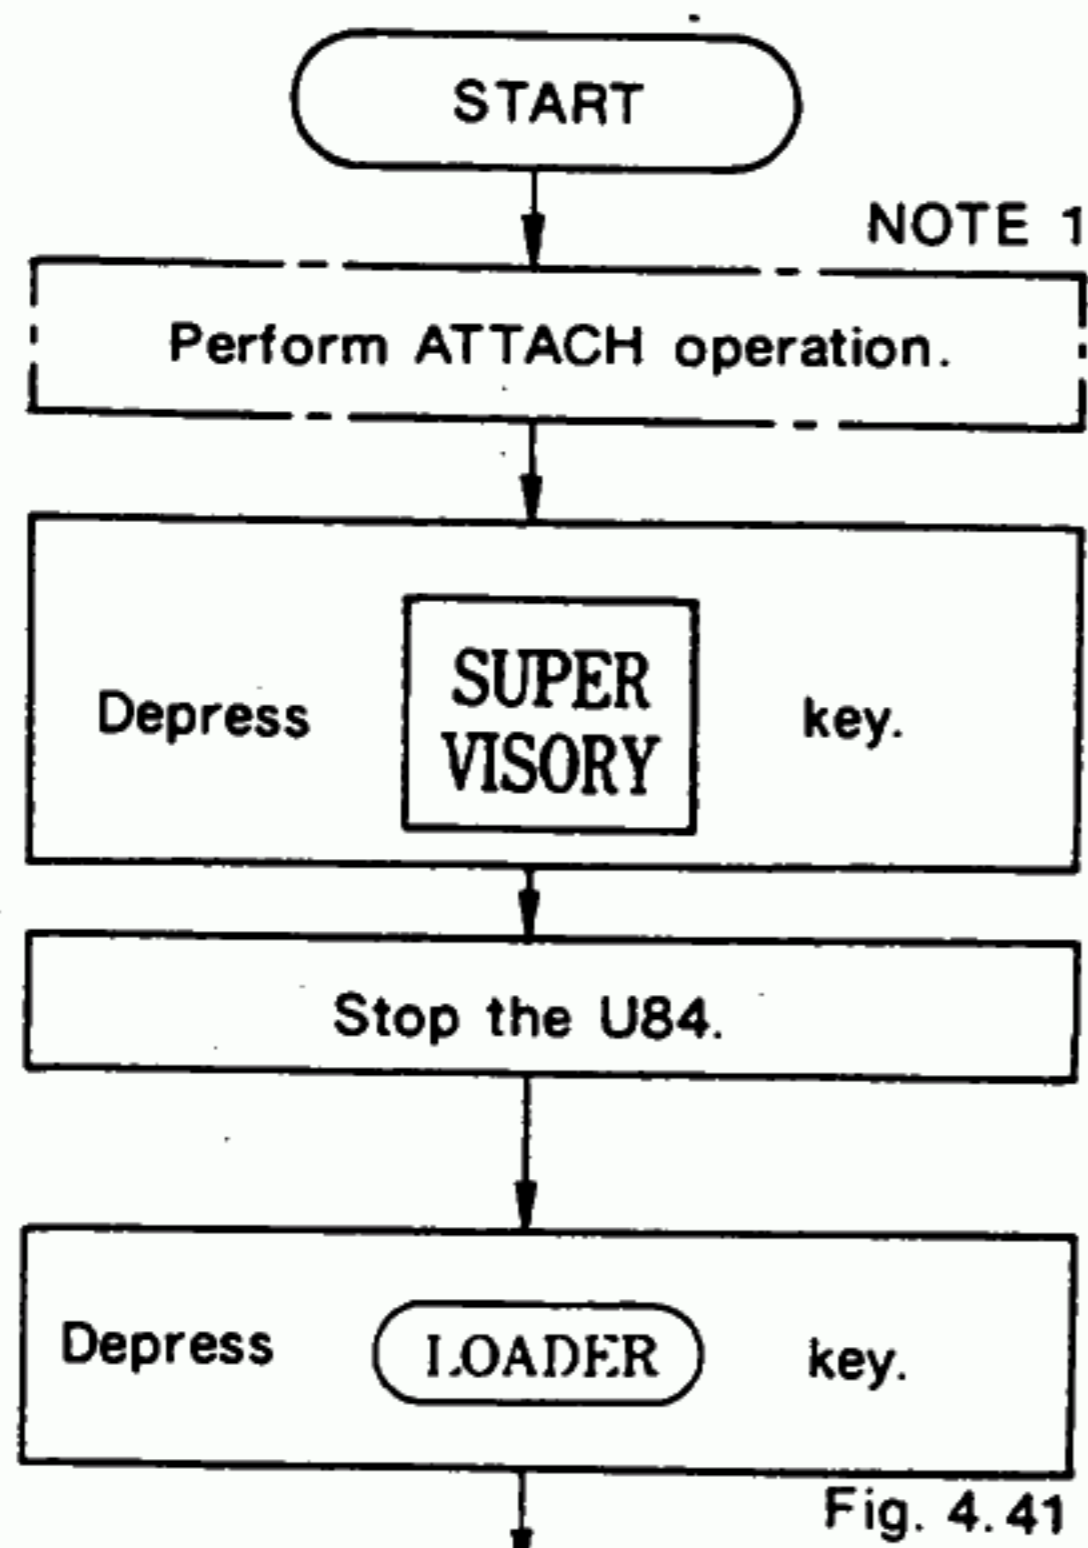 START
NOTE 1
Perform ATTACH operation.
Depress SUPER VISORY key.
Stop the U84.
Depress LOADER key.
Fig. 4.41